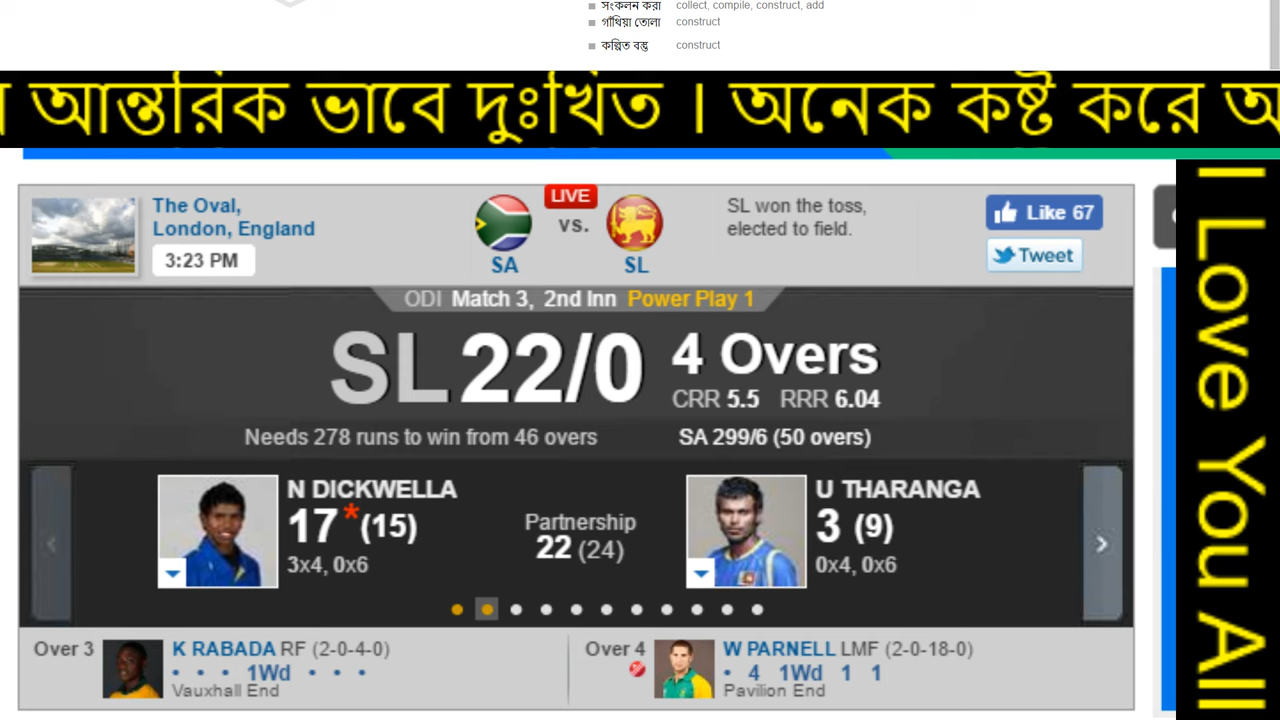 সংকলন করা collect, compile, construct, add
গাঁথিয়া তোলা construct
কল্পিত বস্তু construct
আন্তরিক ভাবে দুঃখিত । অনেক কষ্ট করে
The Oval,
London, England
3:23 PM
LIVE
vs.
SA
SL
SL won the toss,
elected to field.
Like 67
Tweet
ODI Match 3, 2nd Inn Power Play 1
SL 22/0
4 Overs
CRR 5.5 RRR 6.04
Needs 278 runs to win from 46 overs
SA 299/6 (50 overs)
N DICKWELLA
17*(15)
3x4, 0x6
Partnership
22 (24)
U THARANGA
3 (9)
0x4, 0x6
Over 3
K RABADA RF (2-0-4-0)
• • • 1Wd • • •
Vauxhall End
Over 4
W PARNELL LMF (2-0-18-0)
• 4 1Wd 1 1
Pavilion End
I Love You All